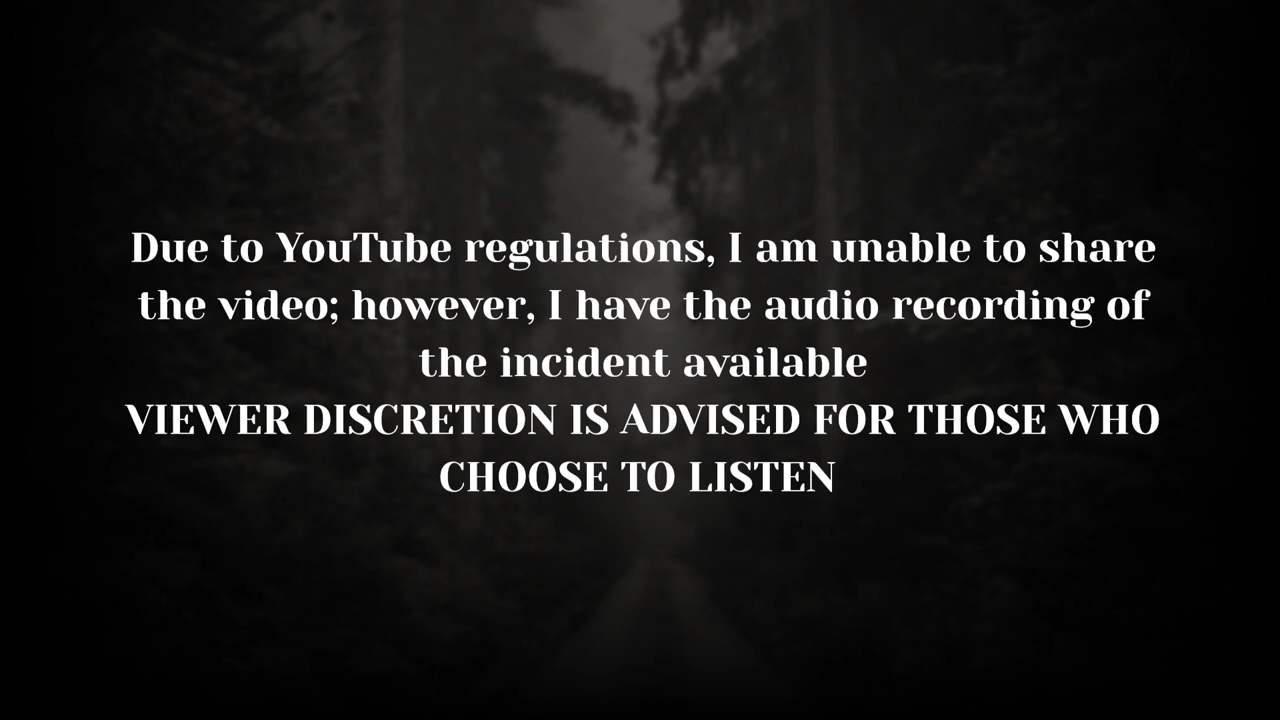 Due to YouTube regulations, I am unable to share
the video; however, I have the audio recording of
the incident available
VIEWER DISCRETION IS ADVISED FOR THOSE WHO
CHOOSE TO LISTEN